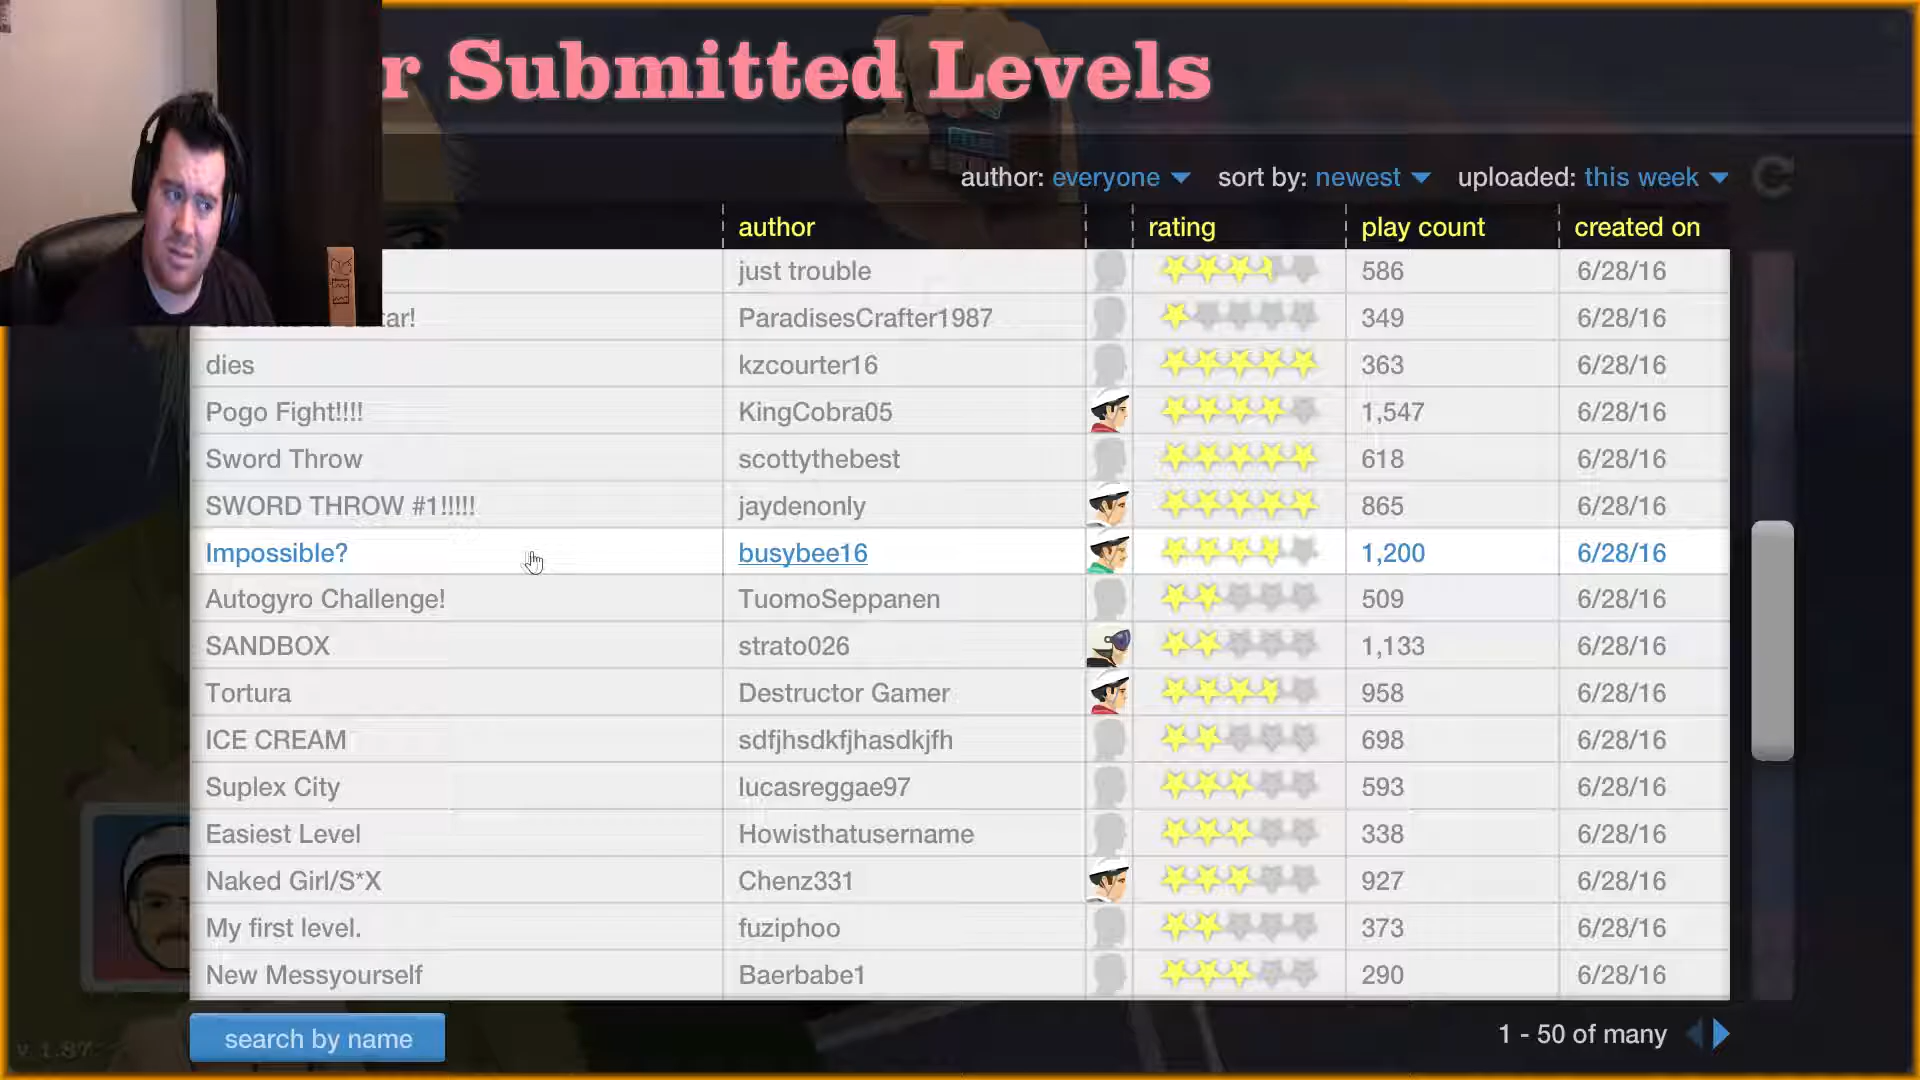 r Submitted Levels
author: everyone sort by: newest uploaded: this week
author rating play count created on
just trouble 586 6/28/16
tar! ParadisesCrafter1987 349 6/28/16
dies kzcourter16 363 6/28/16
Pogo Fight!!!! KingCobra05 1,547 6/28/16
Sword Throw scottythebest 618 6/28/16
SWORD THROW #1!!!!! jaydenonly 865 6/28/16
Impossible? busybee16 1,200 6/28/16
Autogyro Challenge! TuomoSeppanen 509 6/28/16
SANDBOX strato026 1,133 6/28/16
Tortura Destructor Gamer 958 6/28/16
ICE CREAM sdfjhsdkfjhasdkjfh 698 6/28/16
Suplex City lucasreggae97 593 6/28/16
Easiest Level Howisthatusername 338 6/28/16
Naked Girl/S*X Chenz331 927 6/28/16
My first level. fuziphoo 373 6/28/16
New Messyourself Baerbabe1 290 6/28/16
search by name 1 - 50 of many
v. 1.87